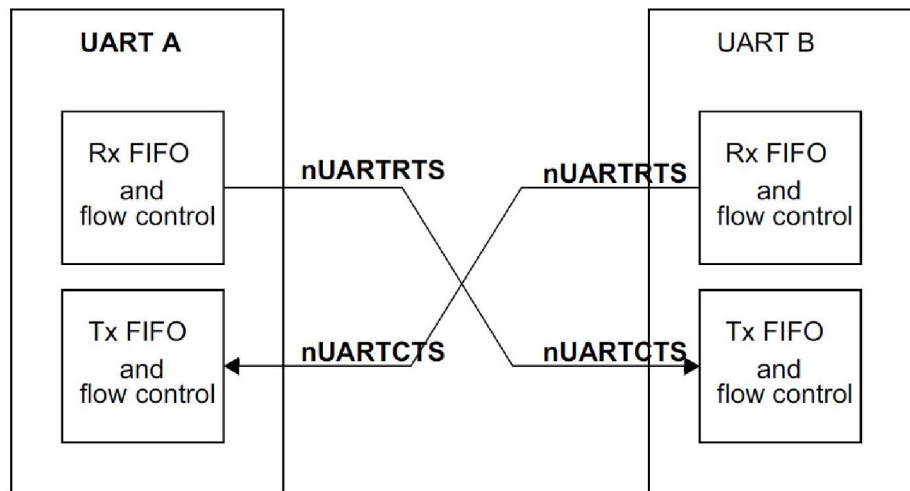 UART A
Rx FIFO
and
flow control
Tx FIFO
and
flow control
nUARTRTS
nUARTRTS
nUARTCTS
nUARTCTS
UART B
Rx FIFO
and
flow control
Tx FIFO
and
flow control